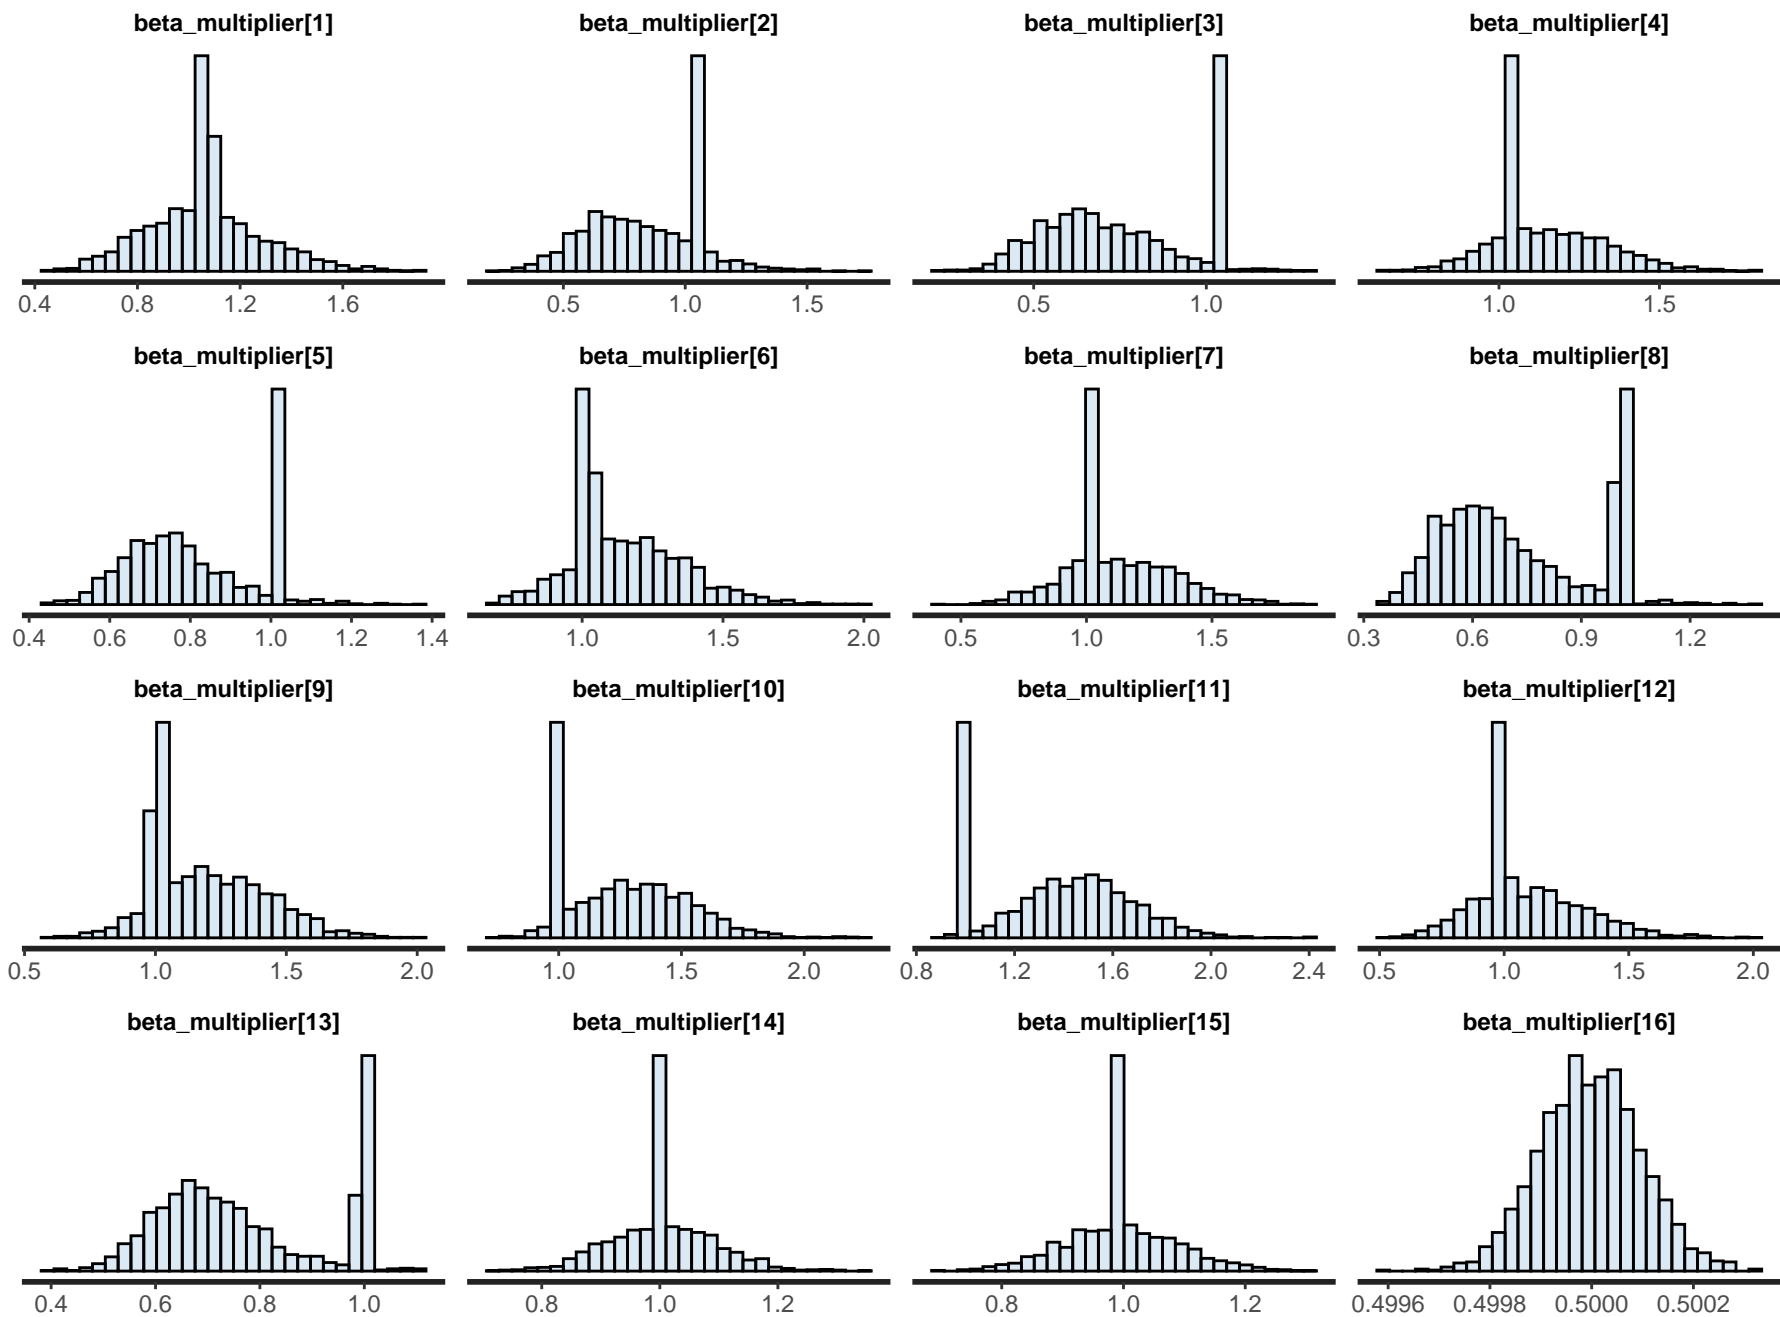 beta_multiplier[1] beta_multiplier[2] beta_multiplier[3] beta_multiplier[4]
0.4 0.8 1.2 1.6 0.5 1.0 1.5 0.5 1.0 1.0 1.5
beta_multiplier[5] beta_multiplier[6] beta_multiplier[7] beta_multiplier[8]
0.4 0.6 0.8 1.0 1.2 1.4 1.0 1.5 2.0 0.5 1.0 1.5 0.3 0.6 0.9 1.2
beta_multiplier[9] beta_multiplier[10] beta_multiplier[11] beta_multiplier[12]
0.5 1.0 1.5 2.0 1.0 1.5 2.0 0.8 1.2 1.6 2.0 2.4 0.5 1.0 1.5 2.0
beta_multiplier[13] beta_multiplier[14] beta_multiplier[15] beta_multiplier[16]
0.4 0.6 0.8 1.0 0.8 1.0 1.2 0.8 1.0 1.2 0.4996 0.4998 0.5000 0.5002